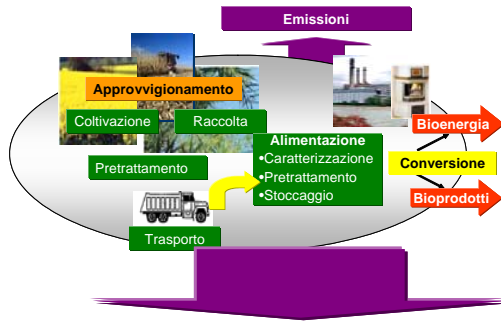 Emissioni
Approvvigionamento
Coltivazione
Raccolta
Pretrattamento
Trasporto
Alimentazione
•Caratterizzazione
•Pretrattamento
•Stoccaggio
Bioenergia
Conversione
Bioprodotti